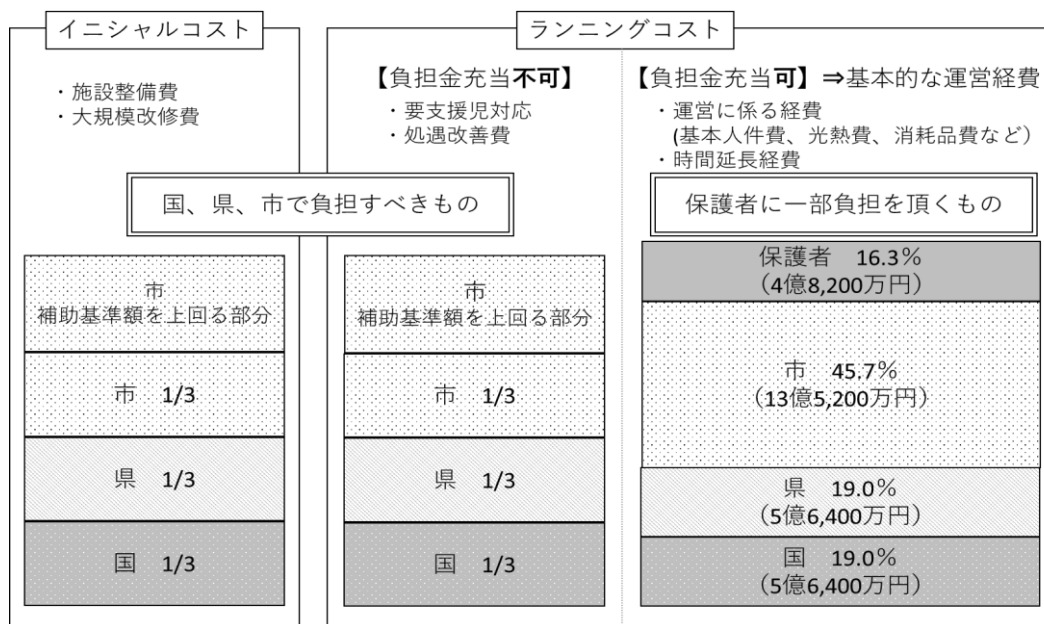 イニシャルコスト
・施設整備費
・大規模改修費
ランニングコスト
【負担金充当不可】
・要支援児対応
・処遇改善費
【負担金充当可】⇒基本的な運営経費
・運営に係る経費
(基本人件費、光熱費、消耗品費など)
・時間延長経費
国、県、市で負担すべきもの
保護者に一部負担を頂くもの
市
補助基準額を上回る部分
市 1/3
県 1/3
国 1/3
市
補助基準額を上回る部分
市 1/3
県 1/3
国 1/3
保護者 16.3%
(4億8,200万円)
市 45.7%
(13億5,200万円)
県 19.0%
(5億6,400万円)
国 19.0%
(5億6,400万円)